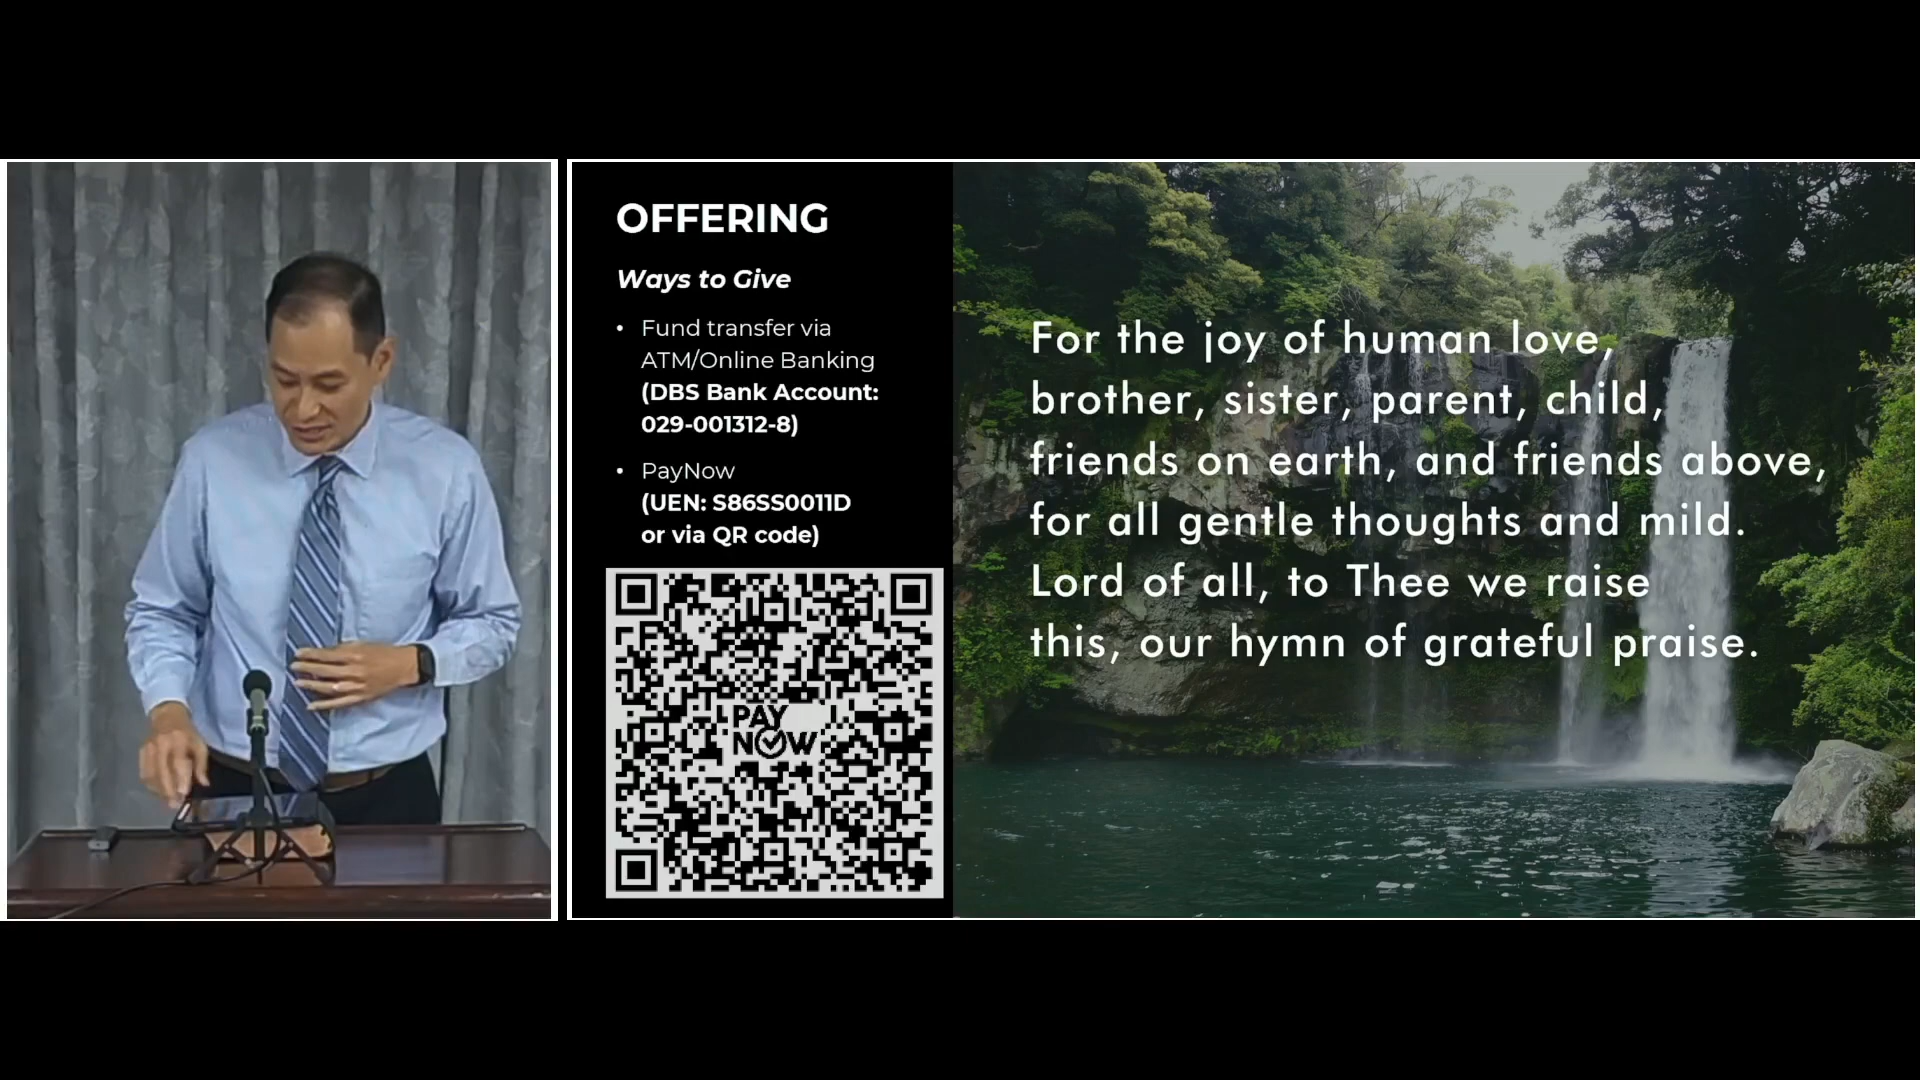 OFFERING
Ways to Give
• Fund transfer via
ATM/Online Banking
(DBS Bank Account:
029-001312-8)
• PayNow
(UEN: S86SS0011D
or via QR code)
PAY
NOW
For the joy of human love,
brother, sister, parent, child,
friends on earth, and friends above,
for all gentle thoughts and mild.
Lord of all, to Thee we raise
this, our hymn of grateful praise.